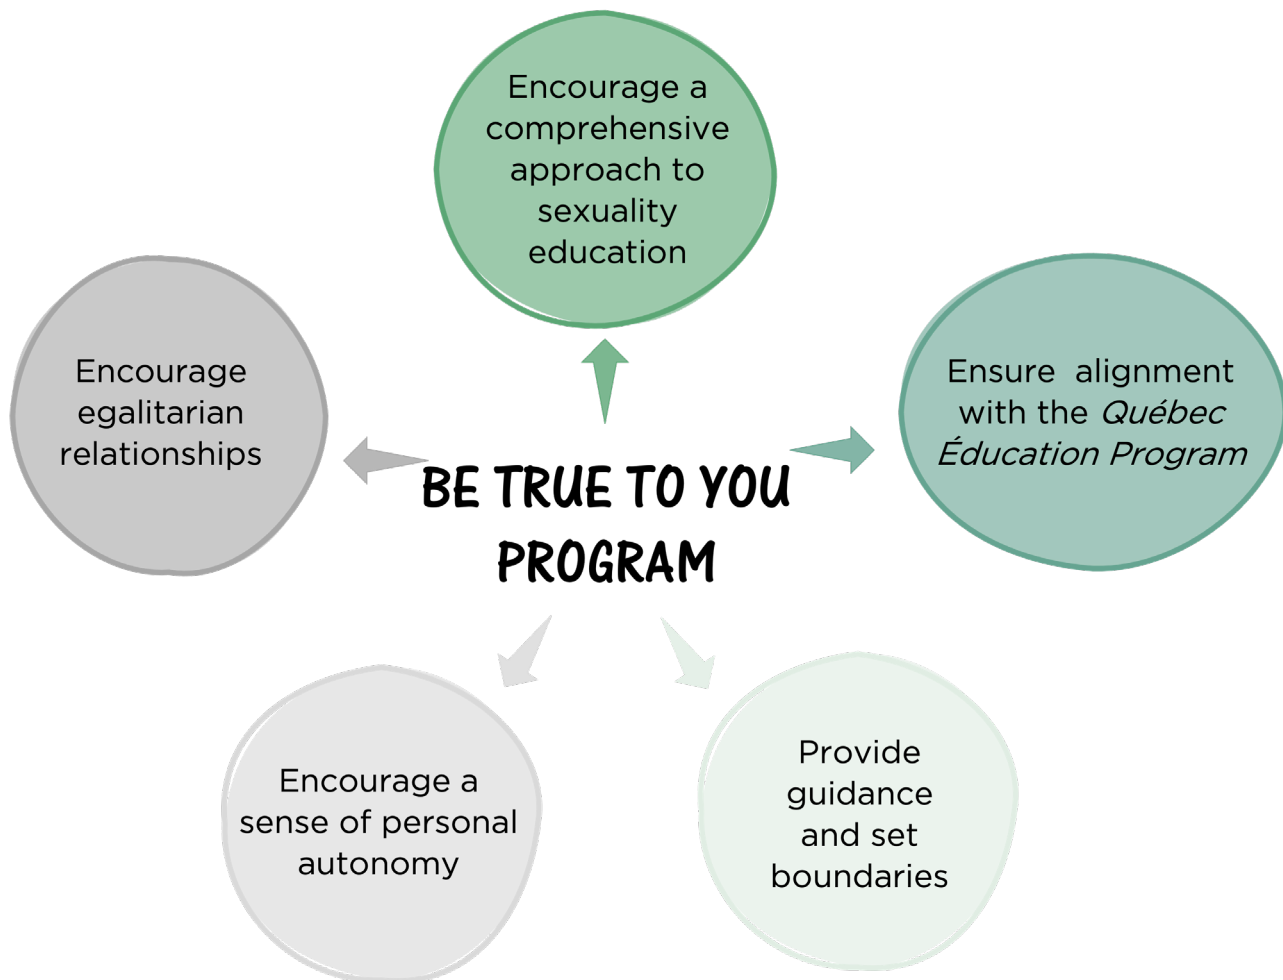 Encourage a
comprehensive
approach to
sexuality
education
Encourage
egalitarian
relationships
Ensure alignment
with the Québec
Éducation Program
BE TRUE TO YOU
PROGRAM
Encourage a
sense of personal
autonomy
Provide
guidance
and set
boundaries